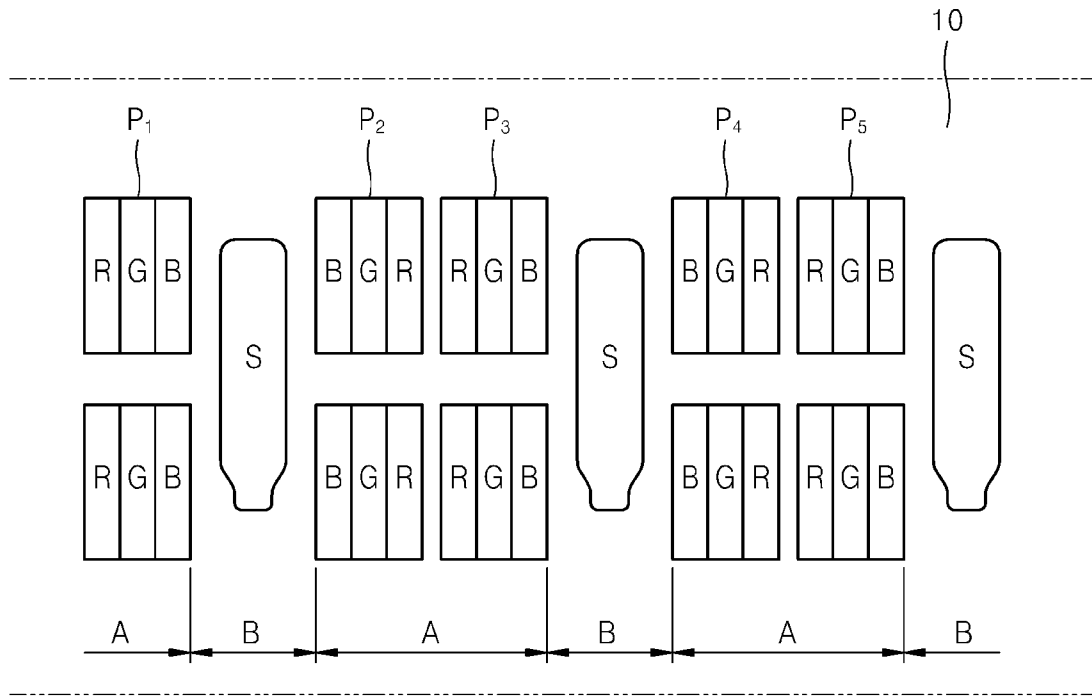 10
P₁ P₂ P₃ P₄ P₅
R G B B G R R G B B G R R G B
S S S
R G B B G R R G B B G R R G B
A B A B A B